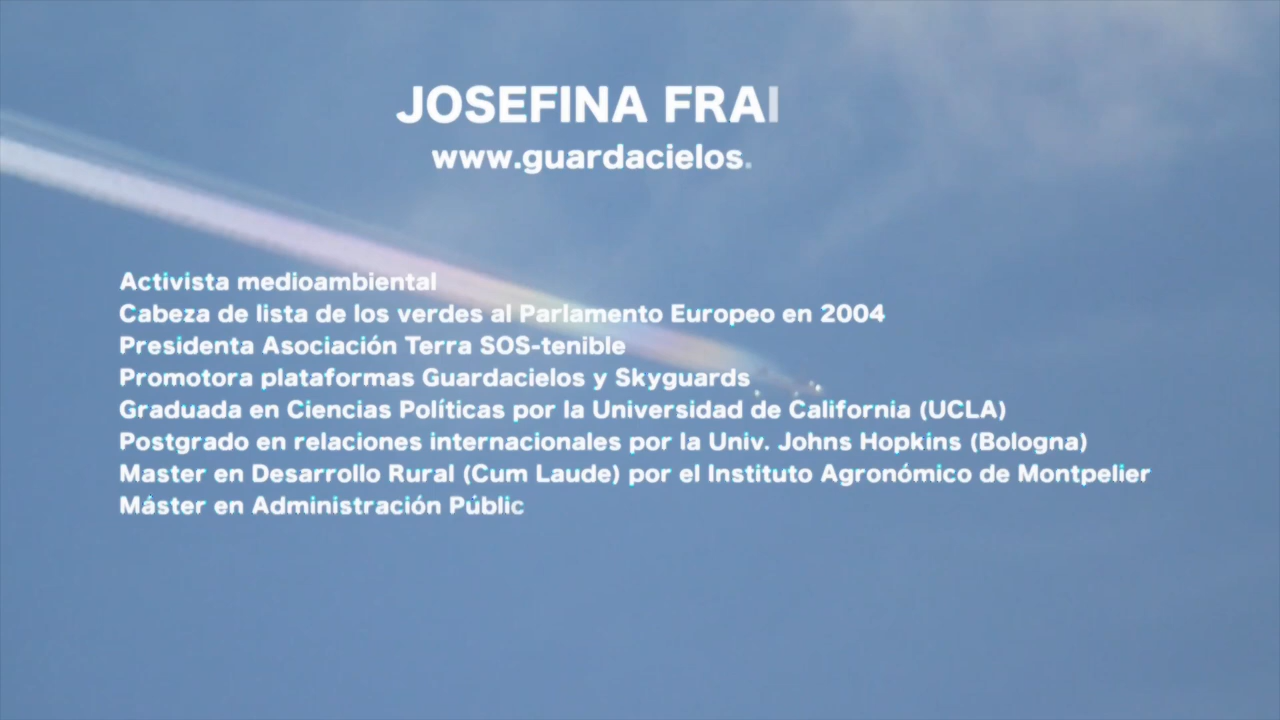 JOSEFINA FRAI
www.guardacielos.
Activista medioambiental
Cabeza de lista de los verdes al Parlamento Europeo en 2004
Presidenta Asociación Terra SOS-tenible
Promotora plataformas Guardacielos y Skyguards
Graduada en Ciencias Políticas por la Universidad de California (UCLA)
Postgrado en relaciones internacionales por la Univ. Johns Hopkins (Bologna)
Master en Desarrollo Rural (Cum Laude) por el Instituto Agronómico de Montpelier
Máster en Administración Públic